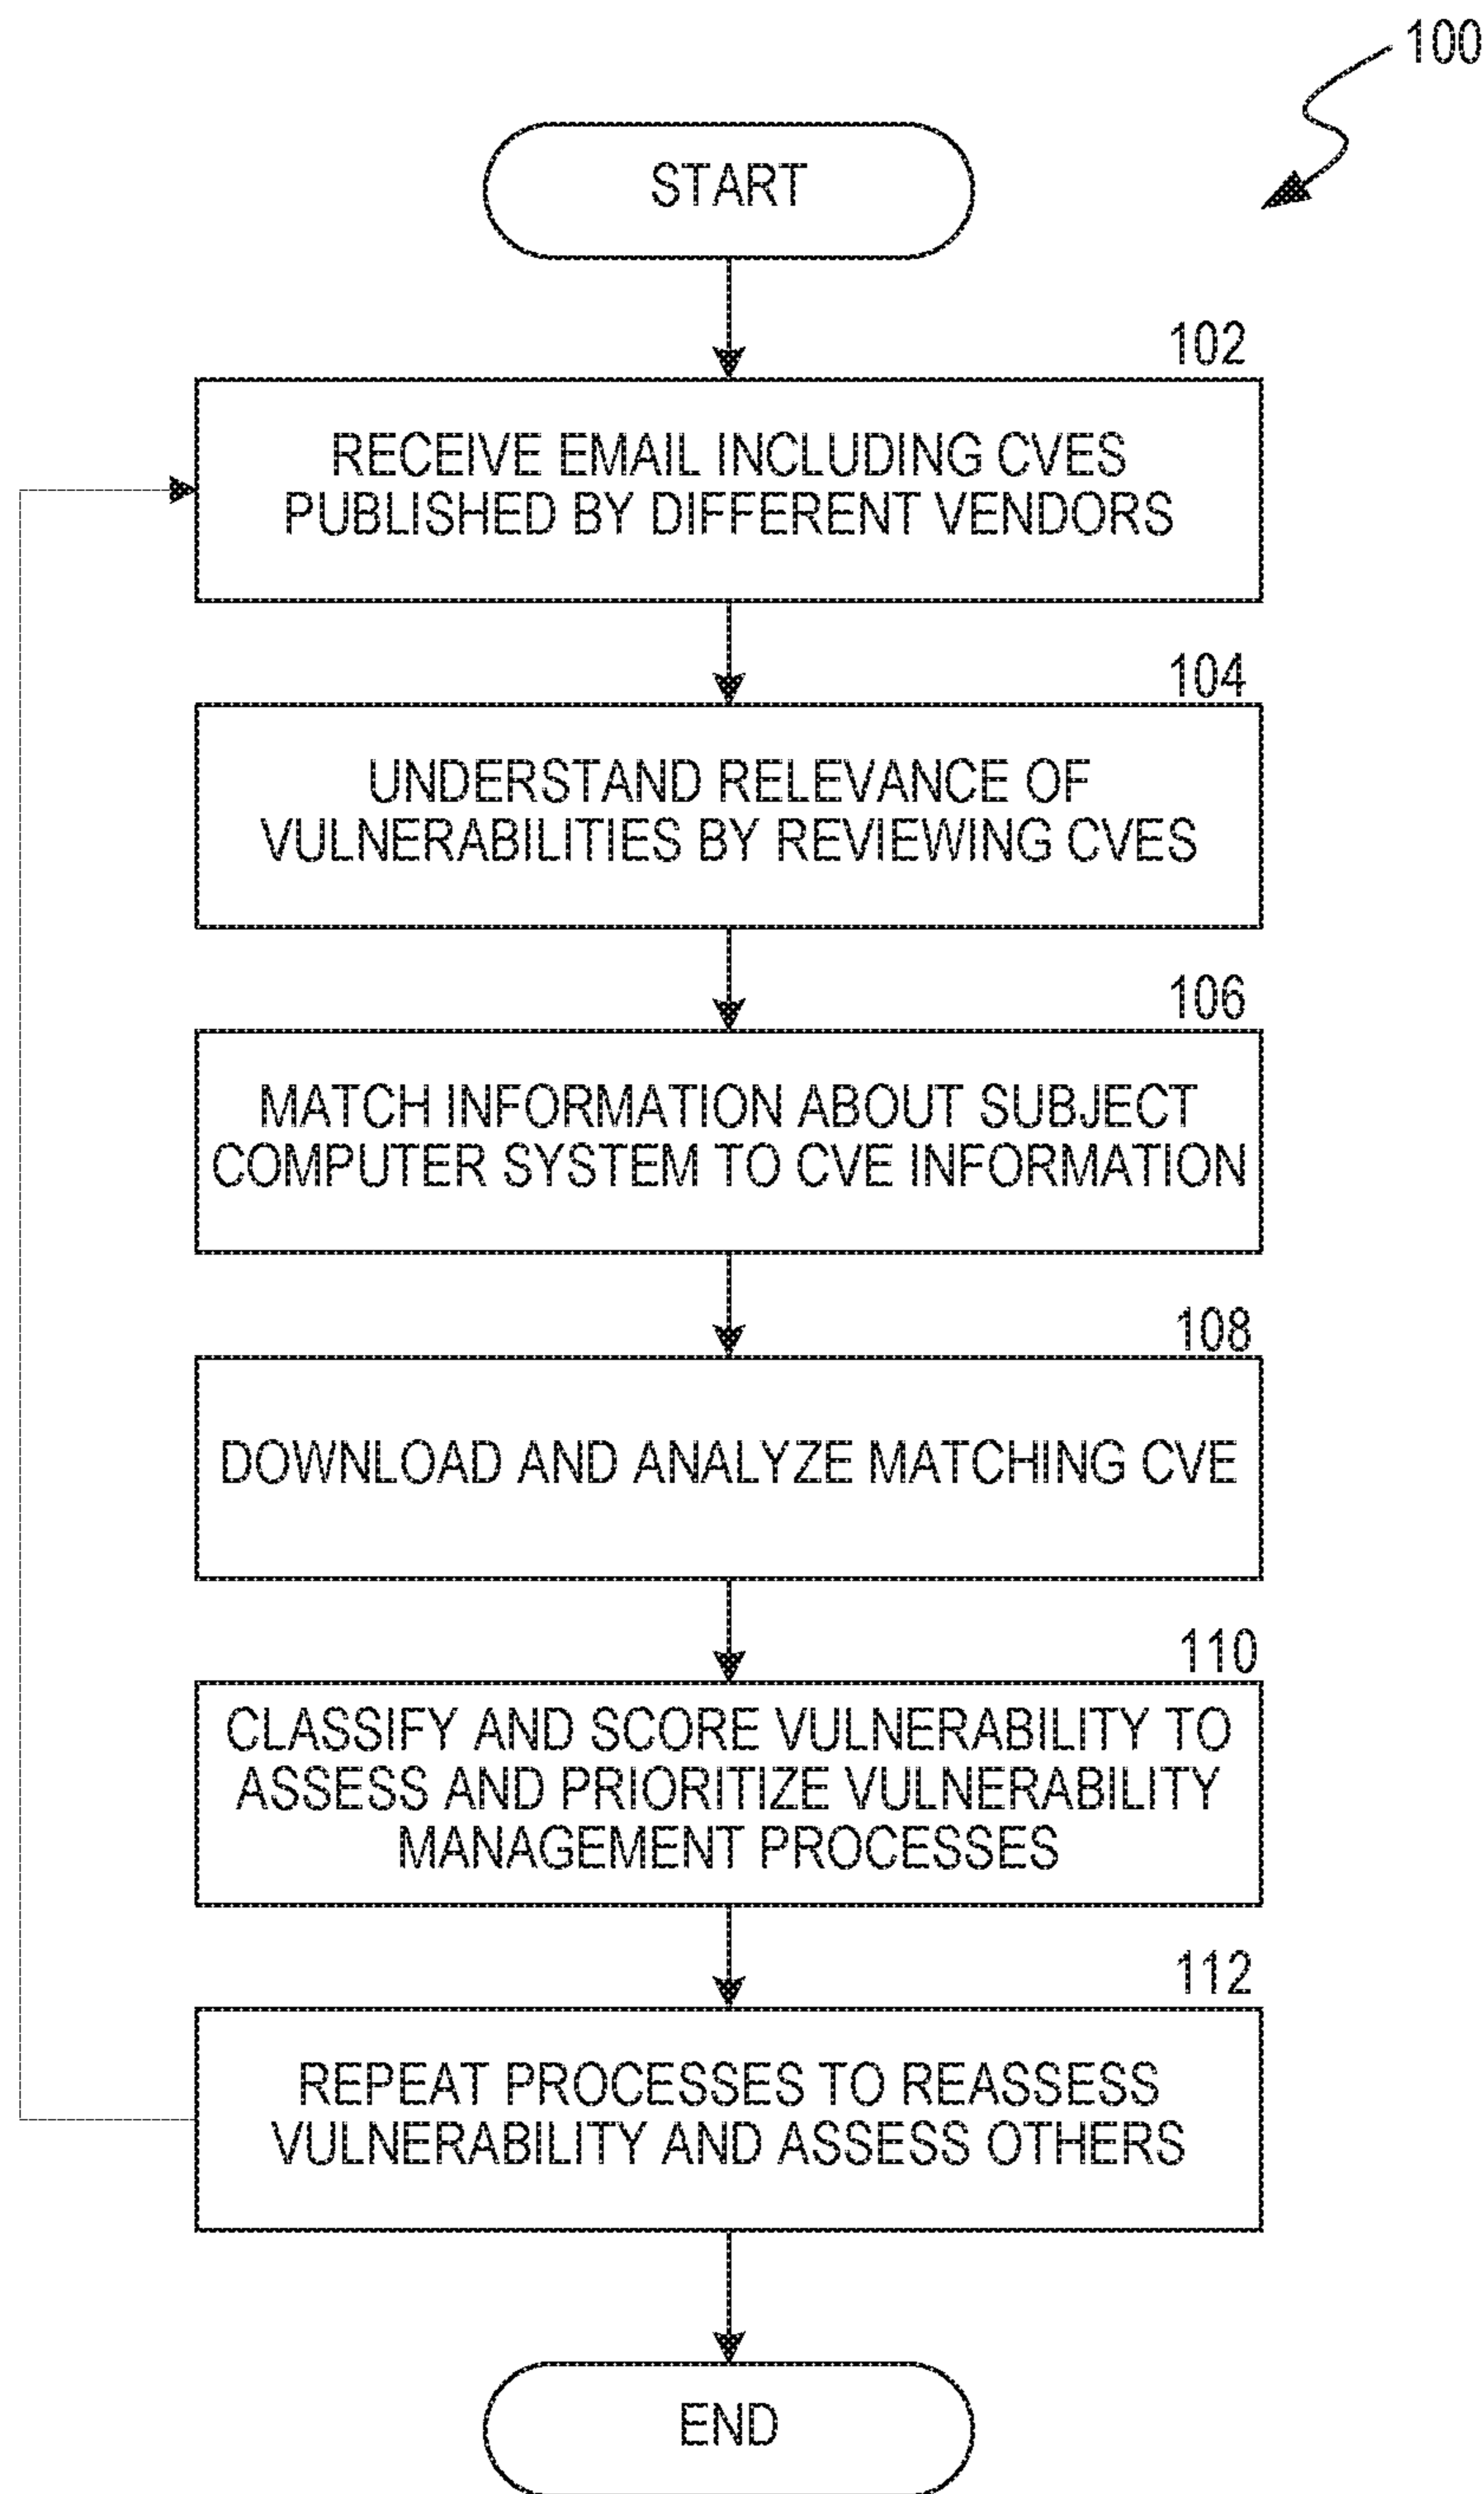 100
START
102
RECEIVE EMAIL INCLUDING CVES
PUBLISHED BY DIFFERENT VENDORS
104
UNDERSTAND RELEVANCE OF
VULNERABILITIES BY REVIEWING CVES
106
MATCH INFORMATION ABOUT SUBJECT
COMPUTER SYSTEM TO CVE INFORMATION
108
DOWNLOAD AND ANALYZE MATCHING CVE
110
CLASSIFY AND SCORE VULNERABILITY TO
ASSESS AND PRIORITIZE VULNERABILITY
MANAGEMENT PROCESSES
112
REPEAT PROCESSES TO REASSESS
VULNERABILITY AND ASSESS OTHERS
END